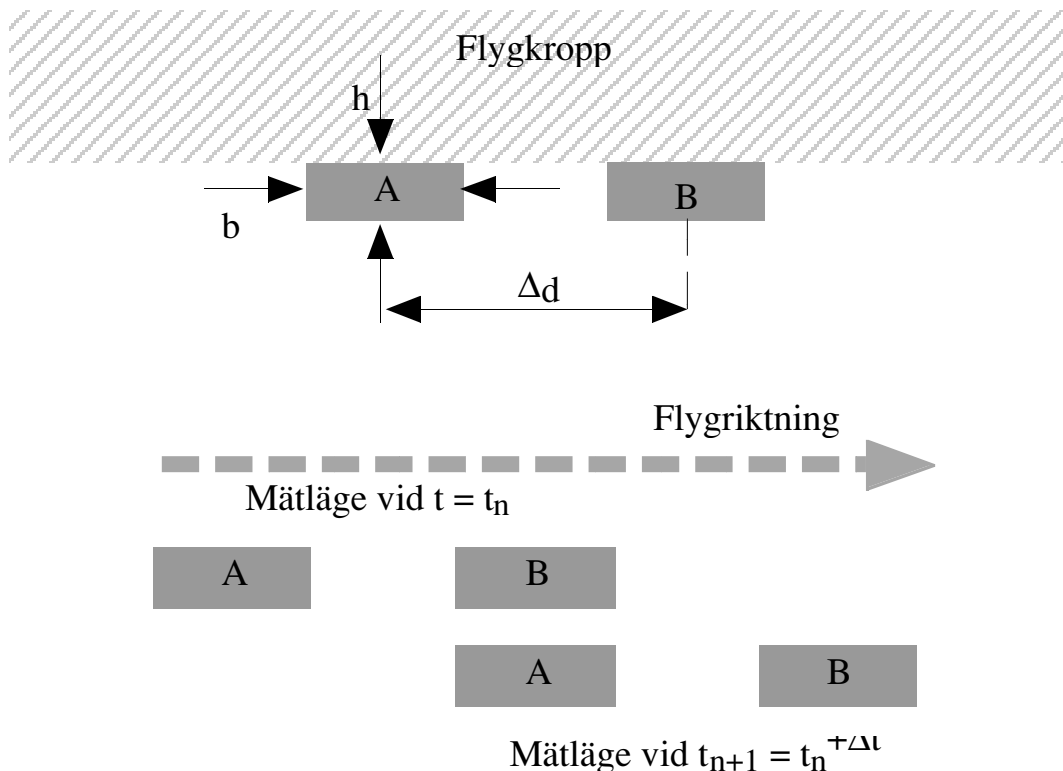 Flygkropp
h
A
B
b
Δd
Flygriktning
Mätläge vid t = tn
A B
A B
Mätläge vid tn+1 = tn+Δt